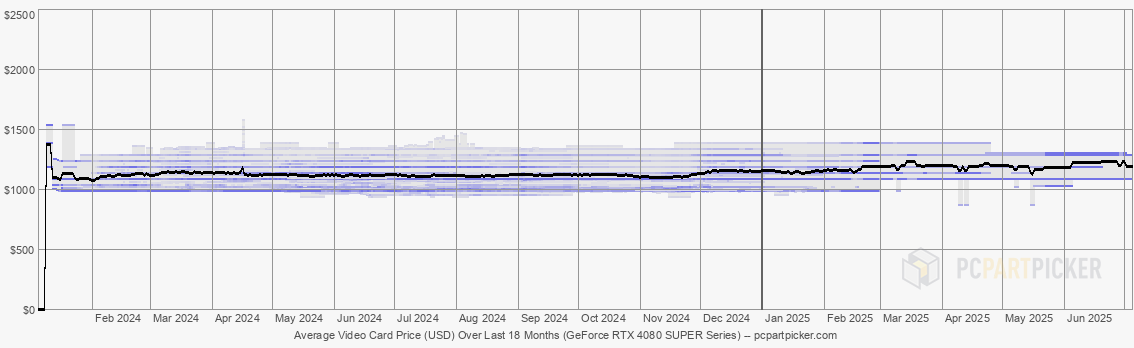 $2500
$2000
$1500
$1000
$500
$0
Feb 2024 Mar 2024 Apr 2024 May 2024 Jun 2024 Jul 2024 Aug 2024 Sep 2024 Oct 2024 Nov 2024 Dec 2024 Jan 2025 Feb 2025 Mar 2025 Apr 2025 May 2025 Jun 2025
Average Video Card Price (USD) Over Last 18 Months (GeForce RTX 4080 SUPER Series) -- pcpartpicker.com
PCPARTPICKER